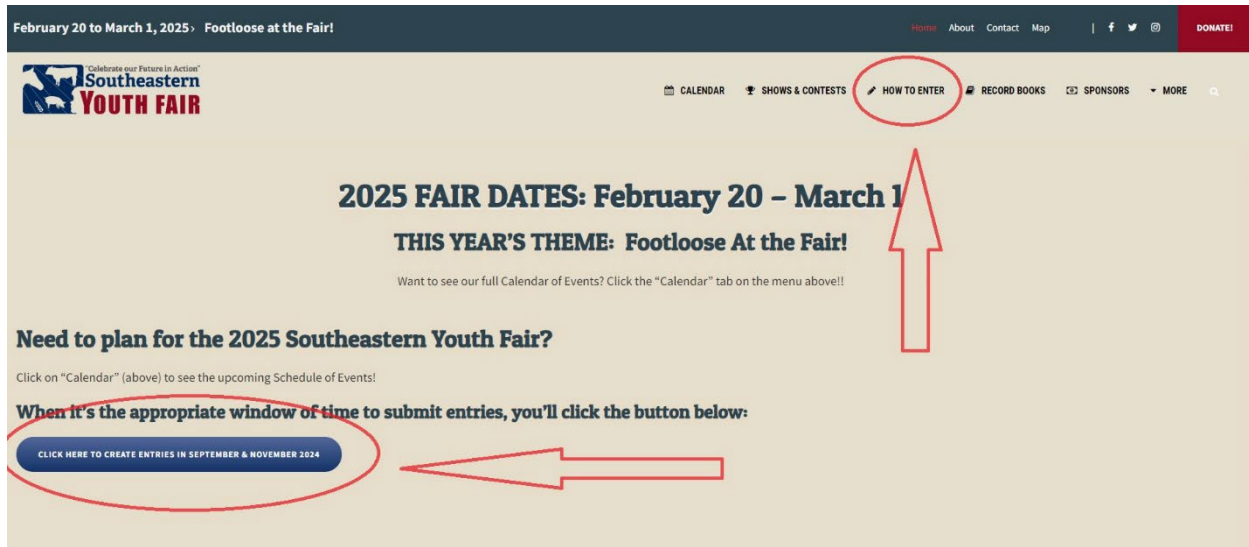 February 20 to March 1, 2025› Footloose at the Fair!
Home About Contact Map | DONATE!
"Celebrate our Future in Action"
Southeastern
YOUTH FAIR
CALENDAR SHOWS & CONTESTS HOW TO ENTER RECORD BOOKS SPONSORS MORE
2025 FAIR DATES: February 20 – March 1
THIS YEAR'S THEME: Footloose At the Fair!
Want to see our full Calendar of Events? Click the "Calendar" tab on the menu above!!
Need to plan for the 2025 Southeastern Youth Fair?
Click on "Calendar" (above) to see the upcoming Schedule of Events!
When it's the appropriate window of time to submit entries, you'll click the button below:
CLICK HERE TO CREATE ENTRIES IN SEPTEMBER & NOVEMBER 2024